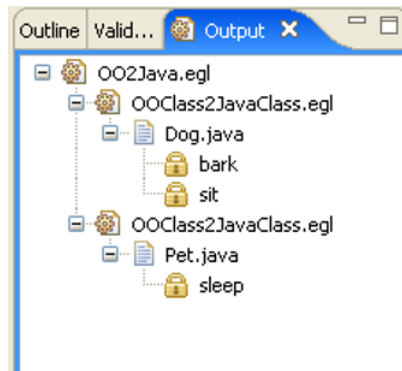 Outline Valid... Output
OO2Java.egl
OOClass2JavaClass.egl
Dog.java
bark
sit
OOClass2JavaClass.egl
Pet.java
sleep